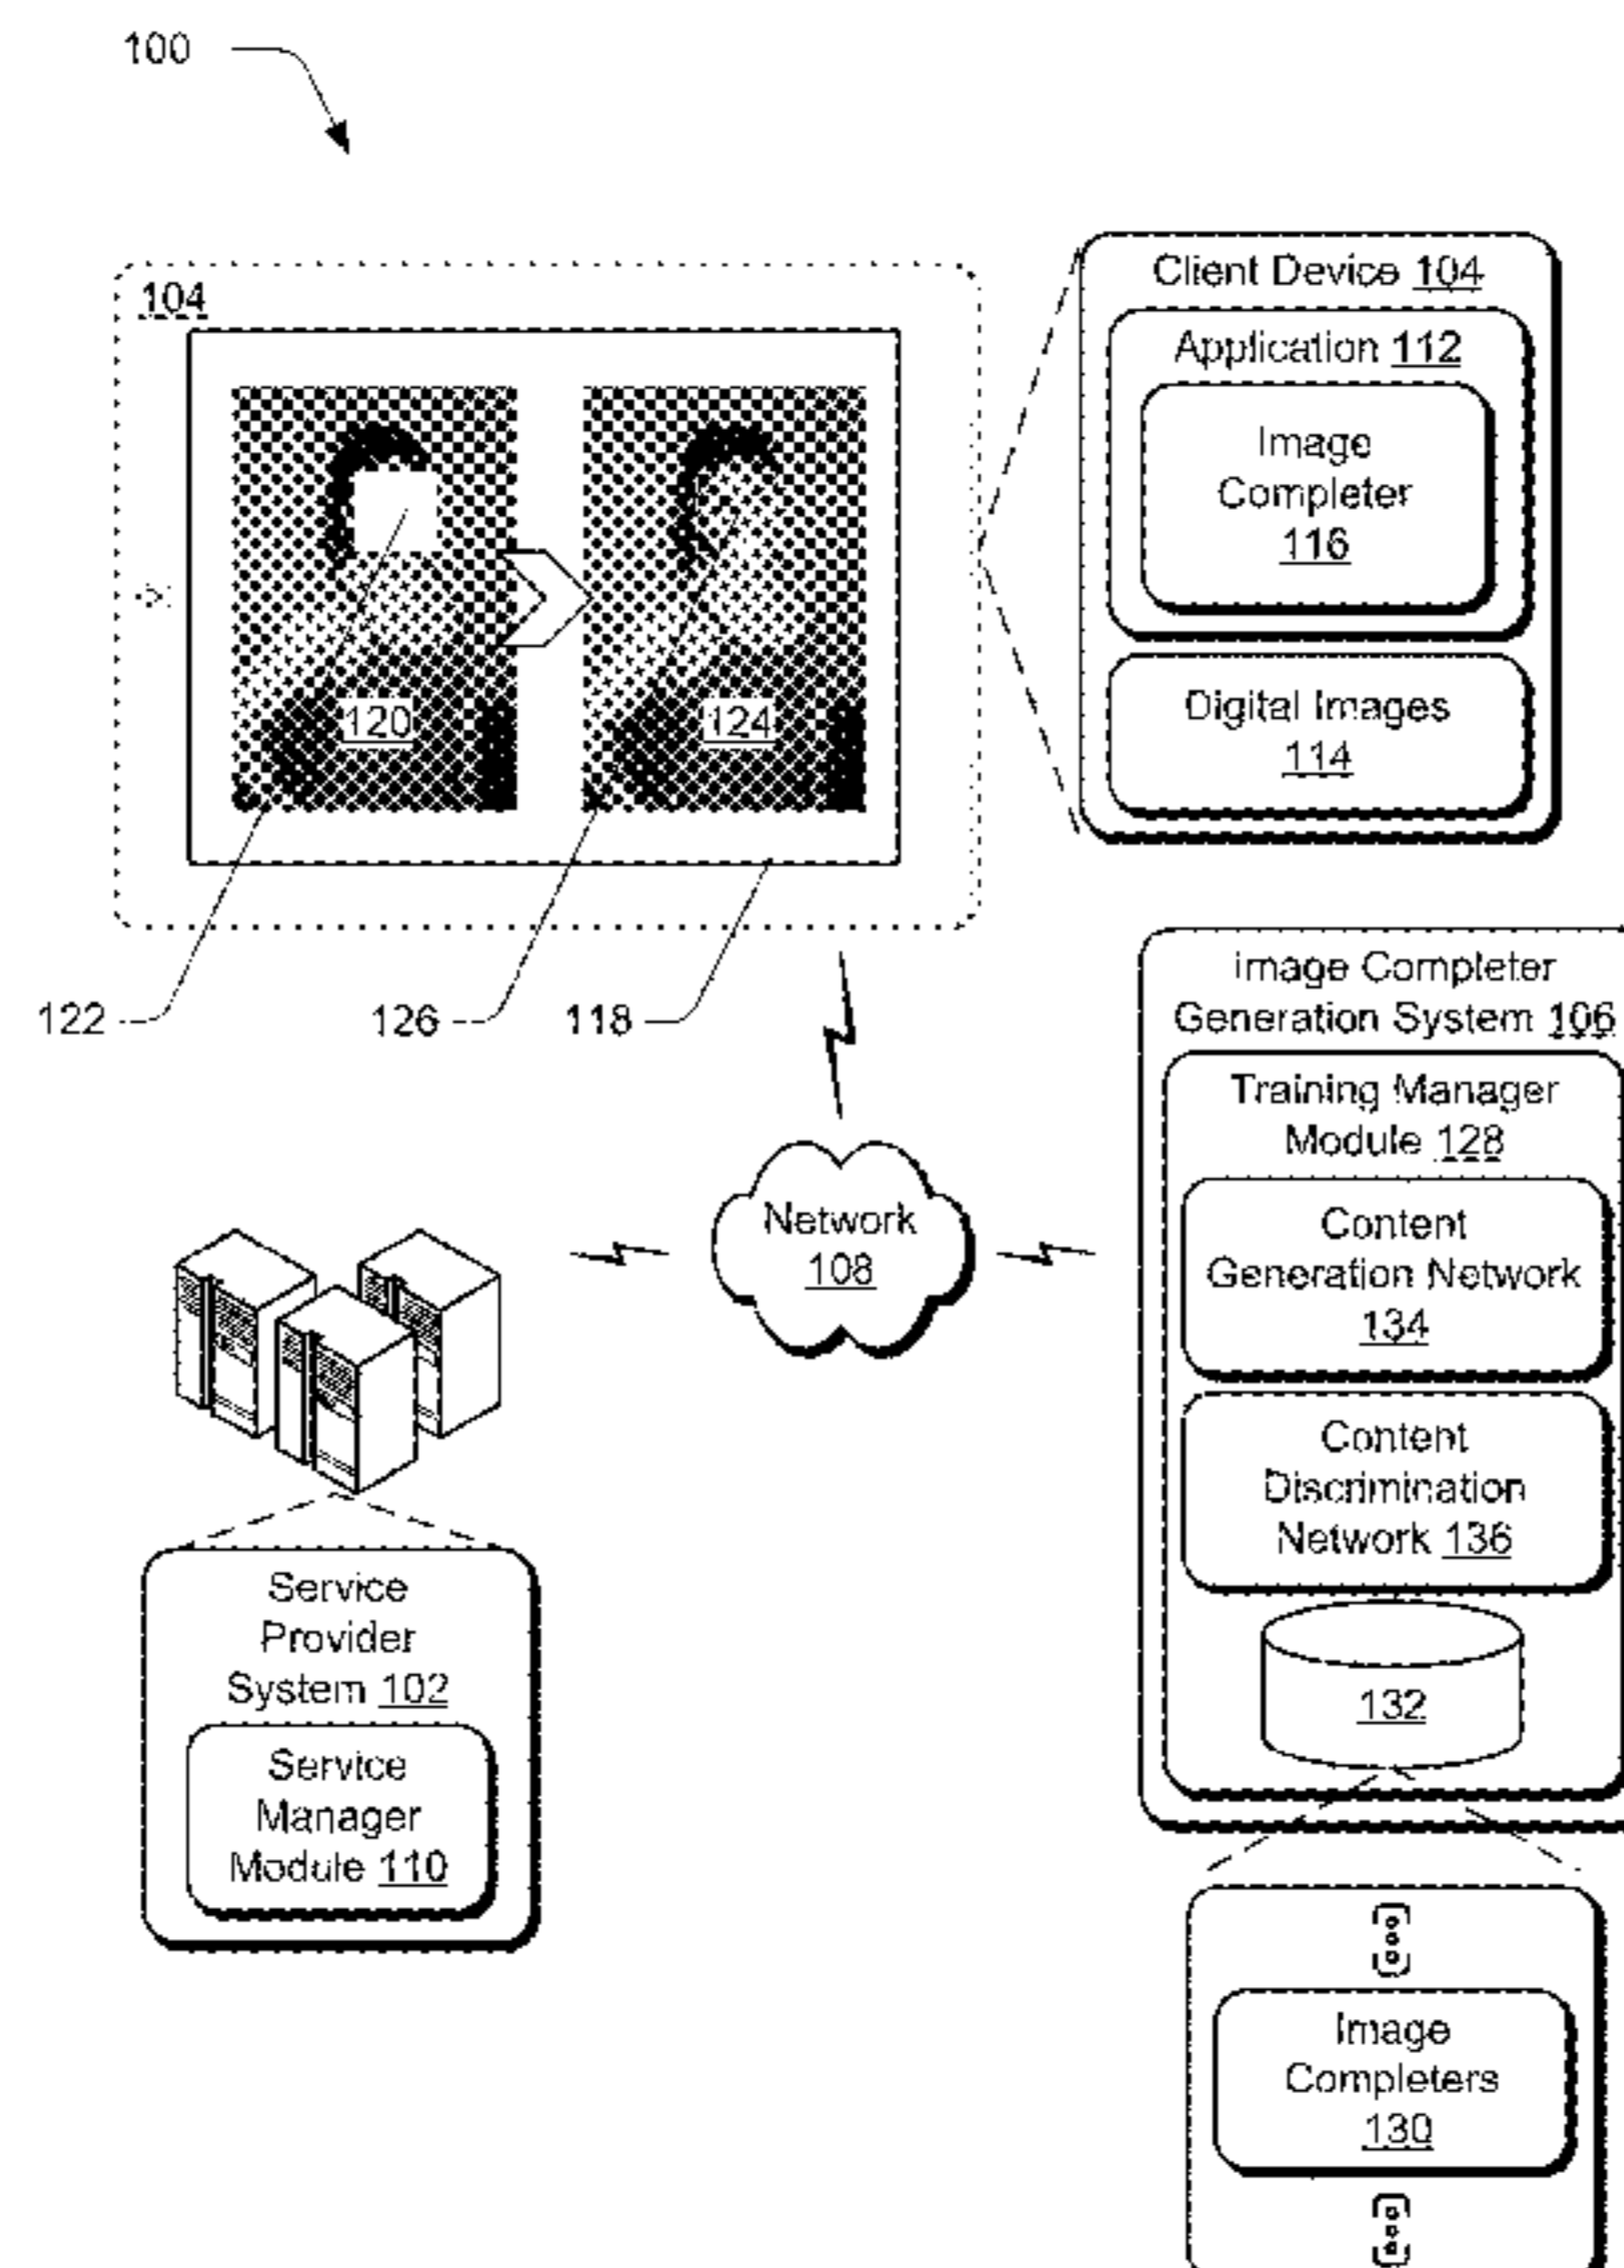 100
104
120
124
122
126
118
Client Device 104
Application 112
Image
Completer
116
Digital Images
114
Image Completer
Generation System 106
Training Manager
Module 128
Content
Generation Network
134
Content
Discrimination
Network 136
132
Image
Completers
130
Network
108
Service
Provider
System 102
Service
Manager
Module 110